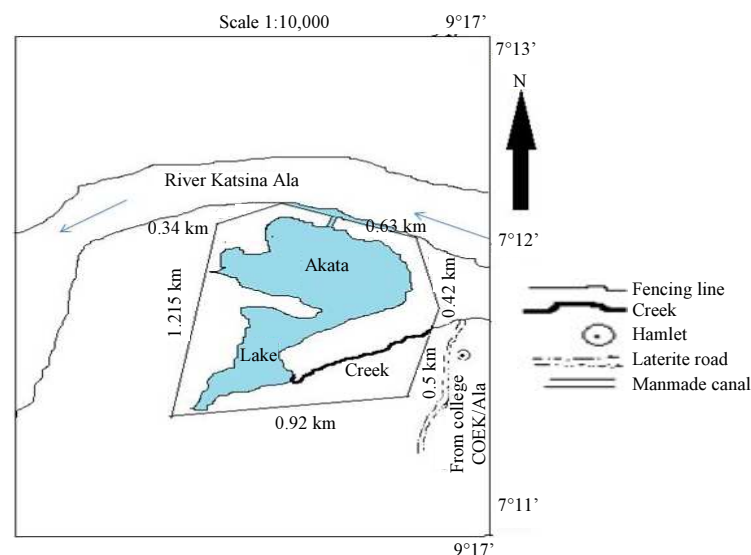 Scale 1:10,000
9°17’
7°13’
N
River Katsina Ala
0.34 km
0.63 km
7°12’
Akata
0.42 km
1.215 km
Fencing line
Creek
Hamlet
Laterite road
Manmade canal
Lake
Creek
0.5 km
0.92 km
From college
COEK/Ala
7°11’
9°17’